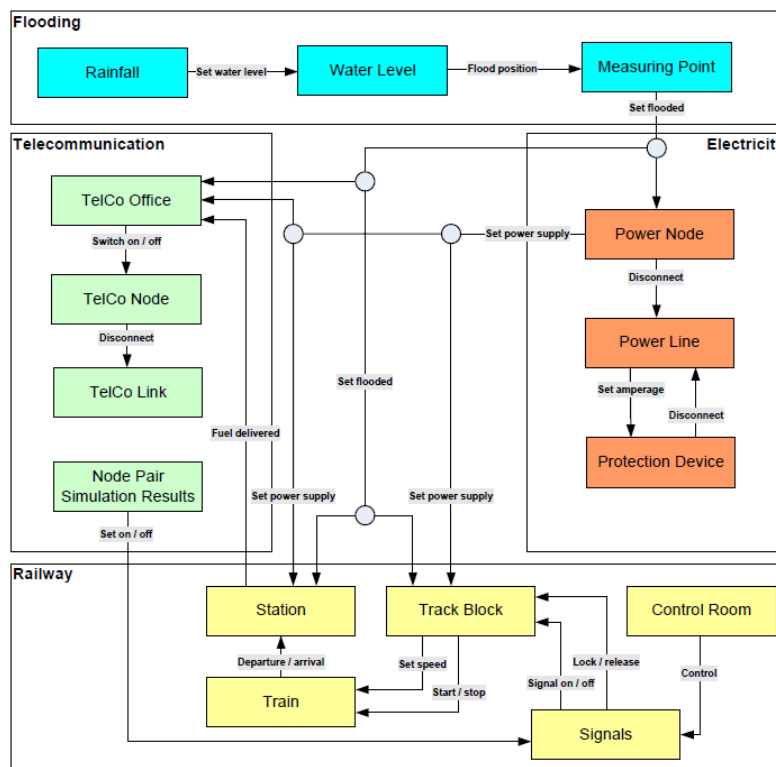 Flooding
Rainfall
Set water level
Water Level
Flood position
Measuring Point
Set flooded
Telecommunication
Electricit
TelCo Office
Switch on / off
TelCo Node
Disconnect
TelCo Link
Set power supply
Power Node
Disconnect
Power Line
Set amperage
Disconnect
Protection Device
Set flooded
Fuel delivered
Node Pair
Simulation Results
Set on / off
Set power supply
Set power supply
Railway
Station
Track Block
Control Room
Departure / arrival
Set speed
Start / stop
Lock / release
Signal on / off
Control
Train
Signals